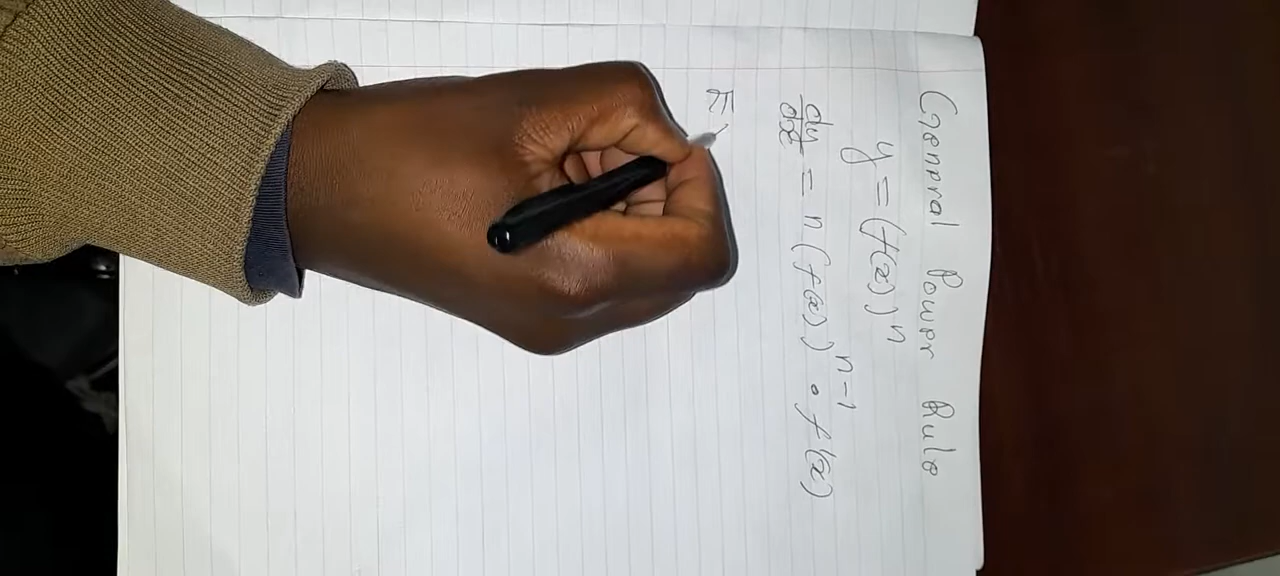 General Power Rule
y = (f(x))ⁿ
dy/dx = n(f(x))ⁿ⁻¹ • f'(x)